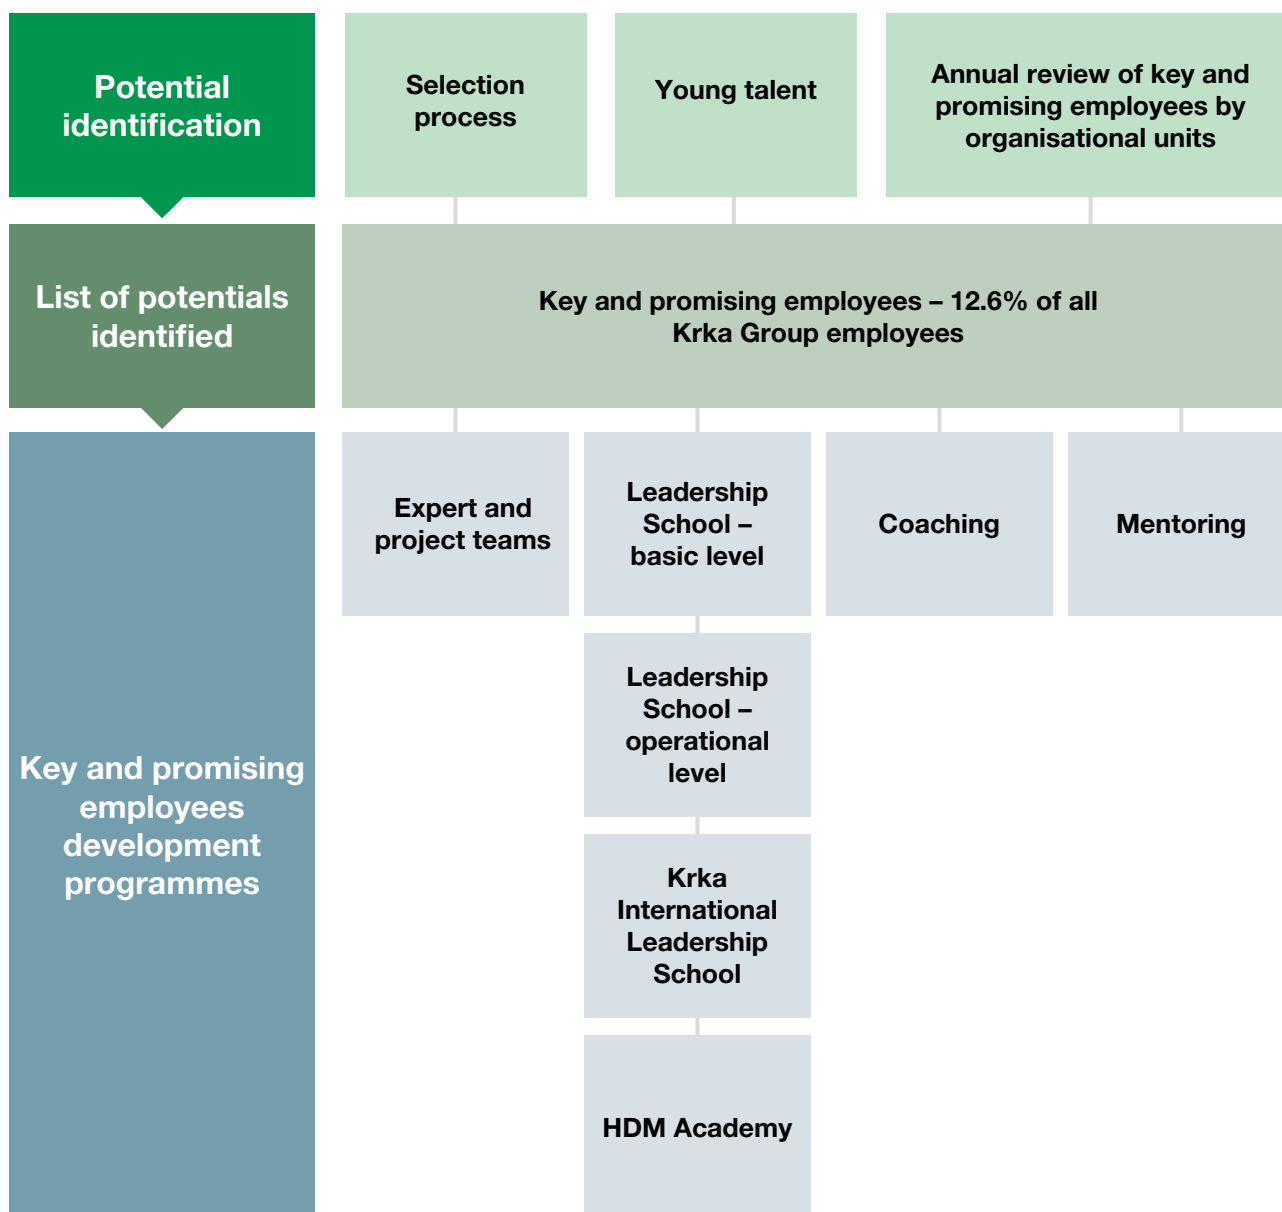 Potential
identification
Selection
process
Young talent
Annual review of key and
promising employees by
organisational units
List of potentials
identified
Key and promising employees – 12.6% of all
Krka Group employees
Key and promising
employees
development
programmes
Expert and
project teams
Leadership
School –
basic level
Coaching
Mentoring
Leadership
School –
operational
level
Krka
International
Leadership
School
HDM Academy